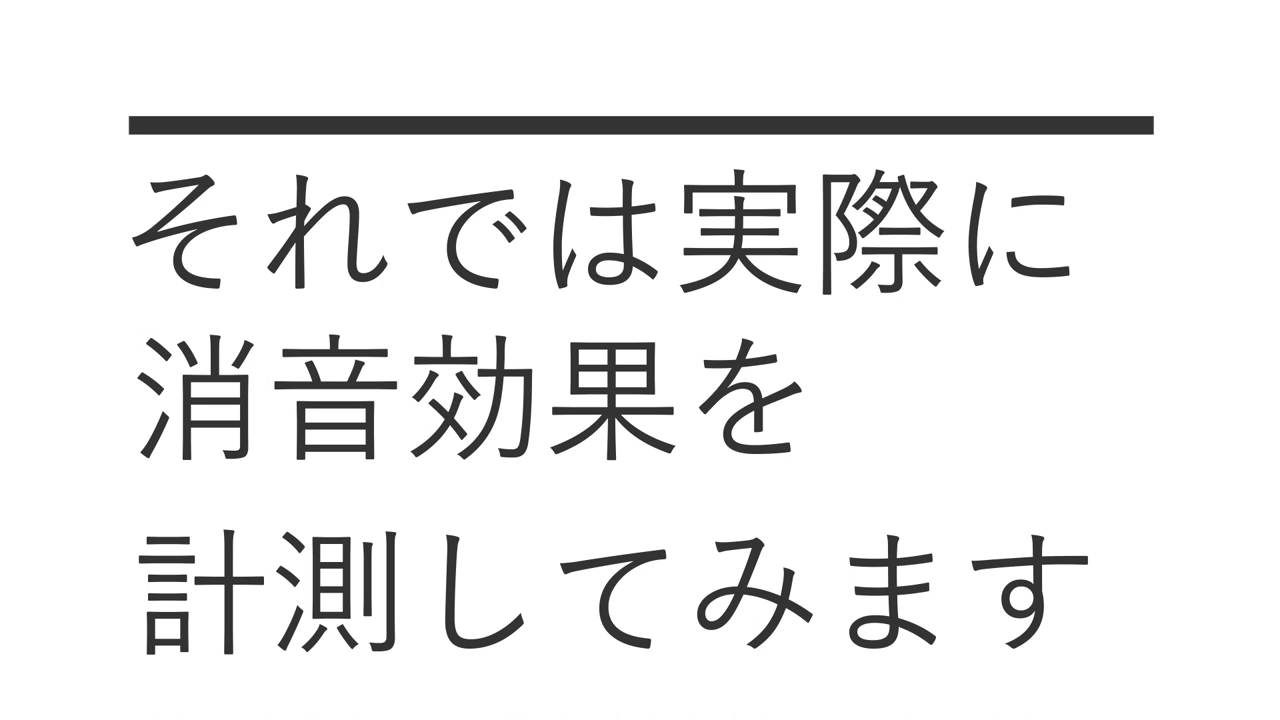 それでは実際に
消音効果を
計測してみます